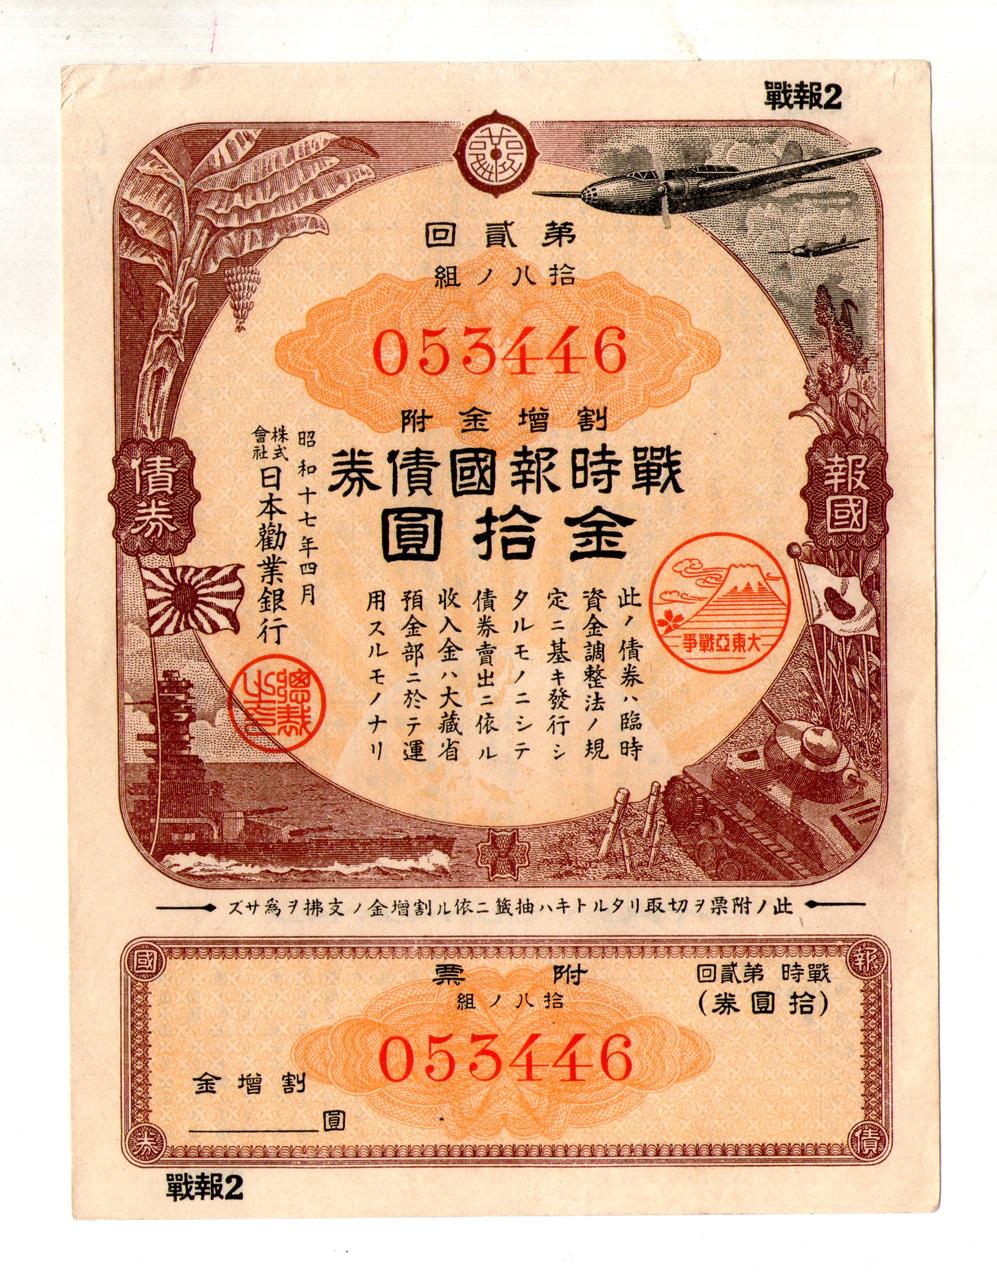 戰報2
回貳第
組ノ八拾
053446
附金增割
券債國報時戰
圓拾金
債券
報國
此ノ債券ハ臨時
資金調整法ノ規
定ニ基キ發行シ
タルモノニシテ
債券賣出ニ依ル
收入金ハ大藏省
預金部ニ於テ運
用スルモノナリ
昭和十七年四月
株式會社日本勸業銀行
總裁之章
爭戰亞東大
ズサ爲ヲ拂支ノ金增割ル依ニ籤抽ハキトルタリ取切ヲ票附ノ此
國
報
券
債
票附
組ノ八拾
回貳第 時戰
(券圓拾)
053446
金增割
圓
戰報2